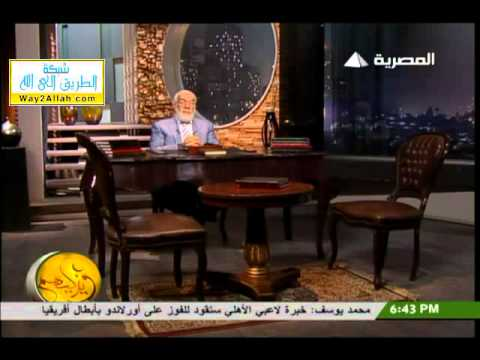 شبكة
الطريق إلى الله
Way2Allah.com
المصرية
ويزكيهم
محمد يوسف: خبرة لاعبي الأهلي ستقود للفوز على أورلاندو بأبطال أفريقيا
6:43 PM